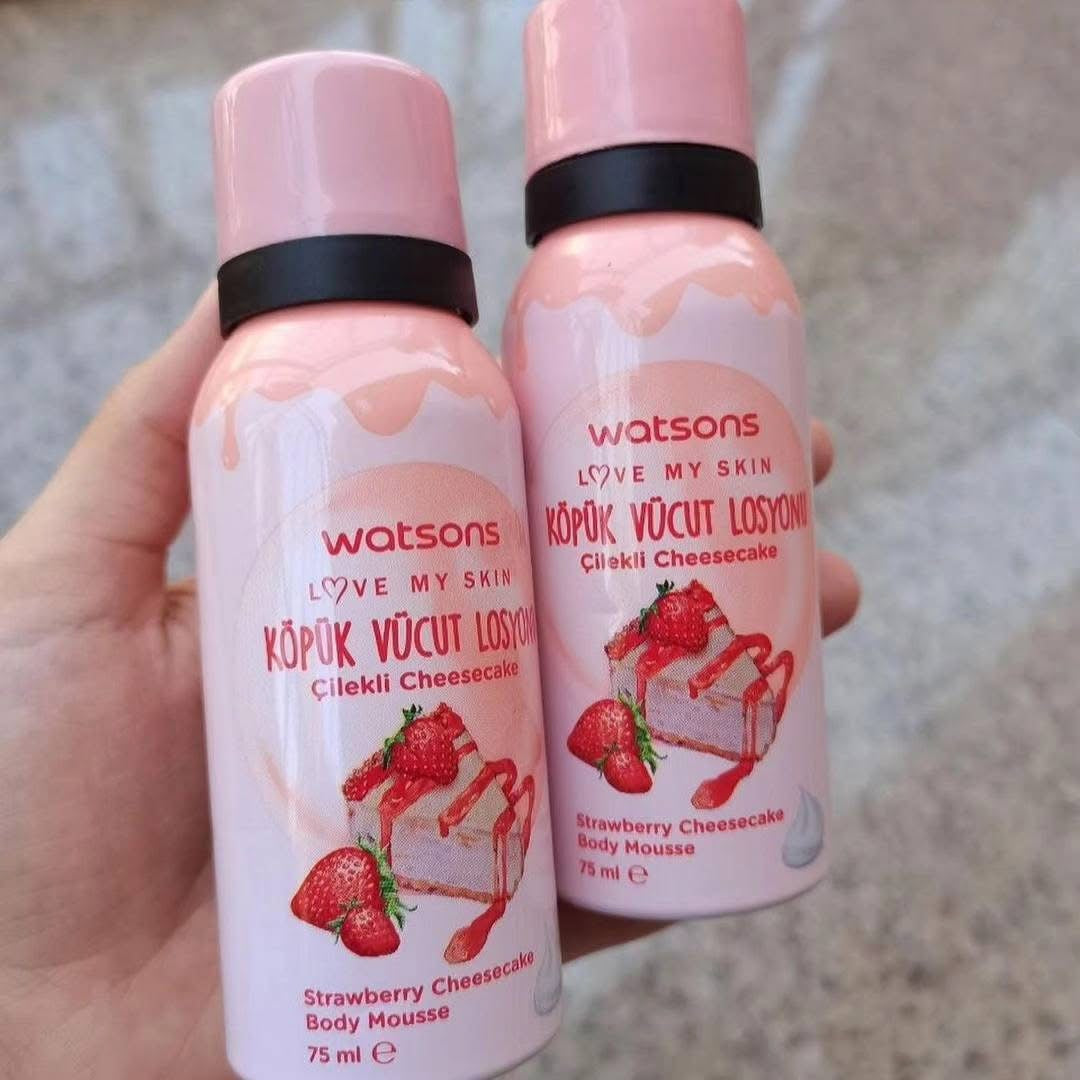 watsons
LOVE MY SKIN
KÖPÜK VÜCUT LOSYONU
Çilekli Cheesecake
Strawberry Cheesecake
Body Mousse
75 ml ℮
watsons
LOVE MY SKIN
KÖPÜK VÜCUT LOSYONU
Çilekli Cheesecake
Strawberry Cheesecake
Body Mousse
75 ml ℮